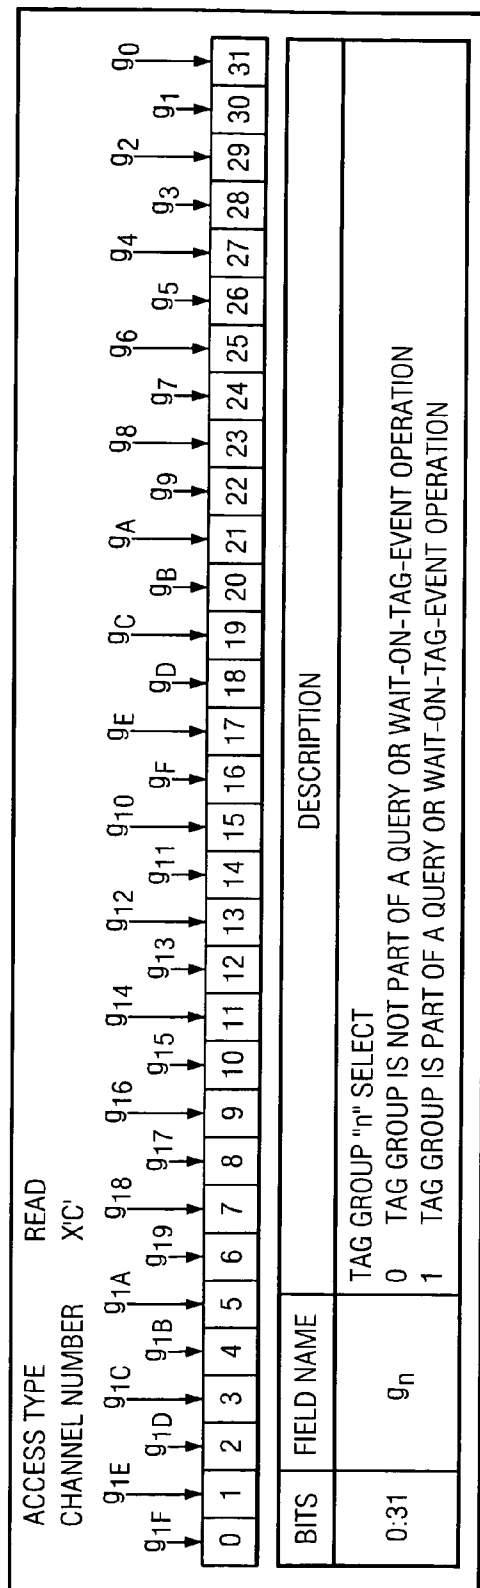 ACCESS TYPE READ
CHANNEL NUMBER X'C'
g1F g1E g1D g1C g1B g1A g19 g18 g17 g16 g15 g14 g13 g12 g11 g10 gF gE gD gC gB gA g9 g8 g7 g6 g5 g4 g3 g2 g1 g0
0 1 2 3 4 5 6 7 8 9 10 11 12 13 14 15 16 17 18 19 20 21 22 23 24 25 26 27 28 29 30 31
BITS FIELD NAME DESCRIPTION
0:31 gn TAG GROUP "n" SELECT
0 TAG GROUP IS NOT PART OF A QUERY OR WAIT-ON-TAG-EVENT OPERATION
1 TAG GROUP IS PART OF A QUERY OR WAIT-ON-TAG-EVENT OPERATION